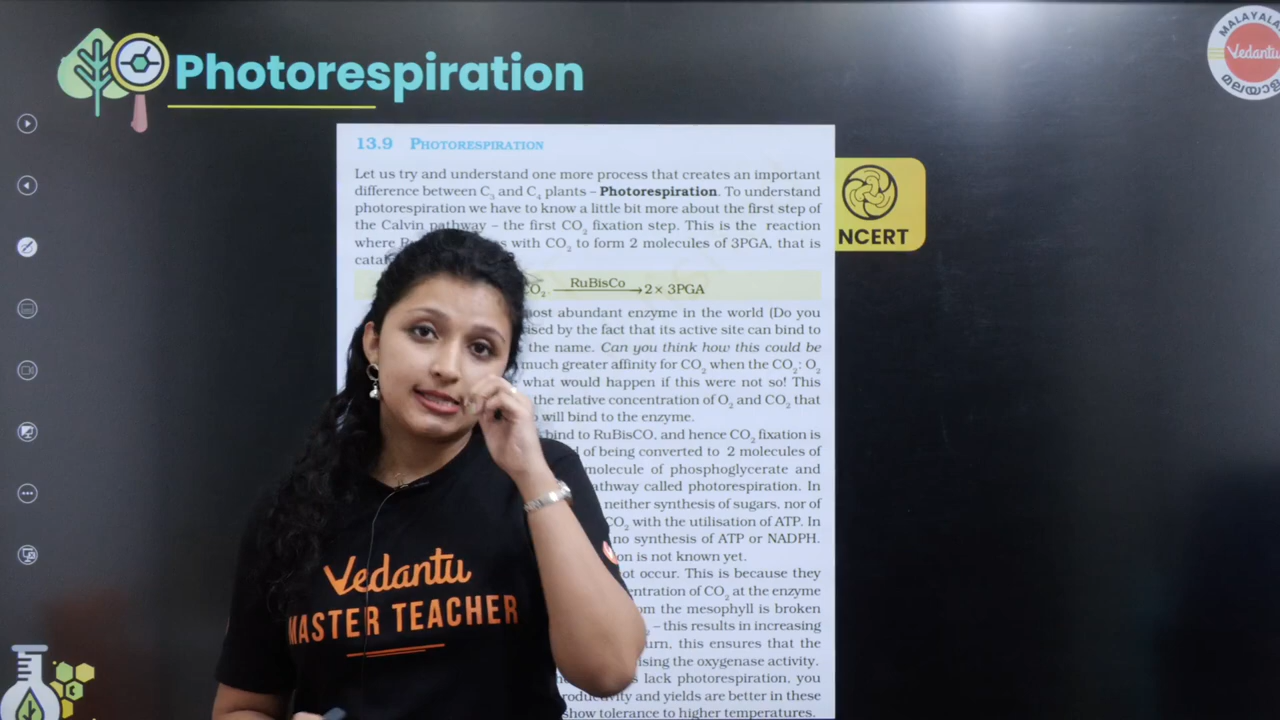 Photorespiration
MALAYALAM
Vedantu
മലയാളം
13.9 PHOTORESPIRATION
Let us try and understand one more process that creates an important
difference between C₃ and C₄ plants – Photorespiration. To understand
photorespiration we have to know a little bit more about the first step of
the Calvin pathway – the first CO₂ fixation step. This is the reaction
where with CO₂ to form 2 molecules of 3PGA, that is
NCERT
CO₂ RuBisCo → 2× 3PGA
most abundant enzyme in the world (Do you
by the fact that its active site can bind to
the name. Can you think how this could be
much greater affinity for CO₂ when the CO₂: O₂
what would happen if this were not so! This
the relative concentration of O₂ and CO₂ that
will bind to the enzyme.
bind to RuBisCO, and hence CO₂ fixation is
of being converted to 2 molecules of
molecule of phosphoglycerate and
pathway called photorespiration. In
neither synthesis of sugars, nor of
CO₂ with the utilisation of ATP. In
no synthesis of ATP or NADPH.
is not known yet.
occur. This is because they
of CO₂ at the enzyme
the mesophyll is broken
– this results in increasing
this ensures that the
the oxygenase activity.
lack photorespiration, you
and yields are better in these
show tolerance to higher temperatures.
Vedantu
MASTER TEACHER